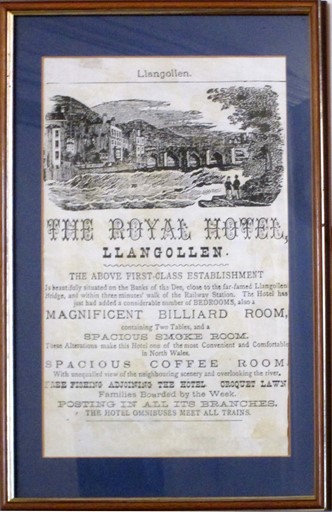 Llangollen.
THE ROYAL HOTEL,
LLANGOLLEN.
THE ABOVE FIRST-CLASS ESTABLISHMENT
Is beautifully situated on the Banks of the Dee, close to the far-famed Llangollen
Bridge, and within three minutes' walk of the Railway Station. The Hotel has
just had added a considerable number of BEDROOMS, also a
MAGNIFICENT BILLIARD ROOM,
containing Two Tables, and a
SPACIOUS SMOKE ROOM.
These Alterations make this Hotel one of the most Convenient and Comfortable
in North Wales.
SPACIOUS COFFEE ROOM
With unequalled view of the neighbouring scenery and overlooking the river.
FREE FISHING ADJOINING THE HOTEL CROQUET LAWN
Families Boarded by the Week.
POSTING IN ALL ITS BRANCHES.
THE HOTEL OMNIBUSES MEET ALL TRAINS.